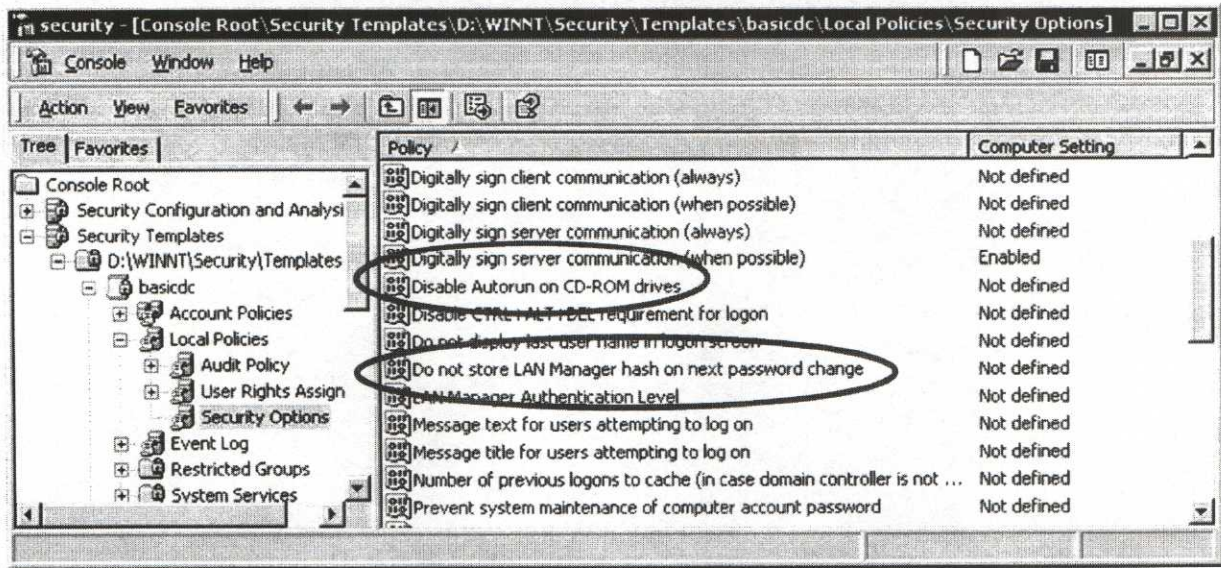 security - [Console Root\Security Templates\D:\WINNT\Security\Templates\basicdc\Local Policies\Security Options]
Console Window Help
Action View Favorites
Tree Favorites
Console Root
Security Configuration and Analysi
Security Templates
D:\WINNT\Security\Templates
basicdc
Account Policies
Local Policies
Audit Policy
User Rights Assign
Security Options
Event Log
Restricted Groups
System Services
Policy Computer Setting
Digitally sign client communication (always) Not defined
Digitally sign client communication (when possible) Not defined
Digitally sign server communication (always) Not defined
Digitally sign server communication (when possible) Enabled
Disable Autorun on CD-ROM drives Not defined
Disable CTRL+ALT+DEL requirement for logon Not defined
Do not display last user name in logon screen Not defined
Do not store LAN Manager hash on next password change Not defined
LAN Manager Authentication Level Not defined
Message text for users attempting to log on Not defined
Message title for users attempting to log on Not defined
Number of previous logons to cache (in case domain controller is not ... Not defined
Prevent system maintenance of computer account password Not defined